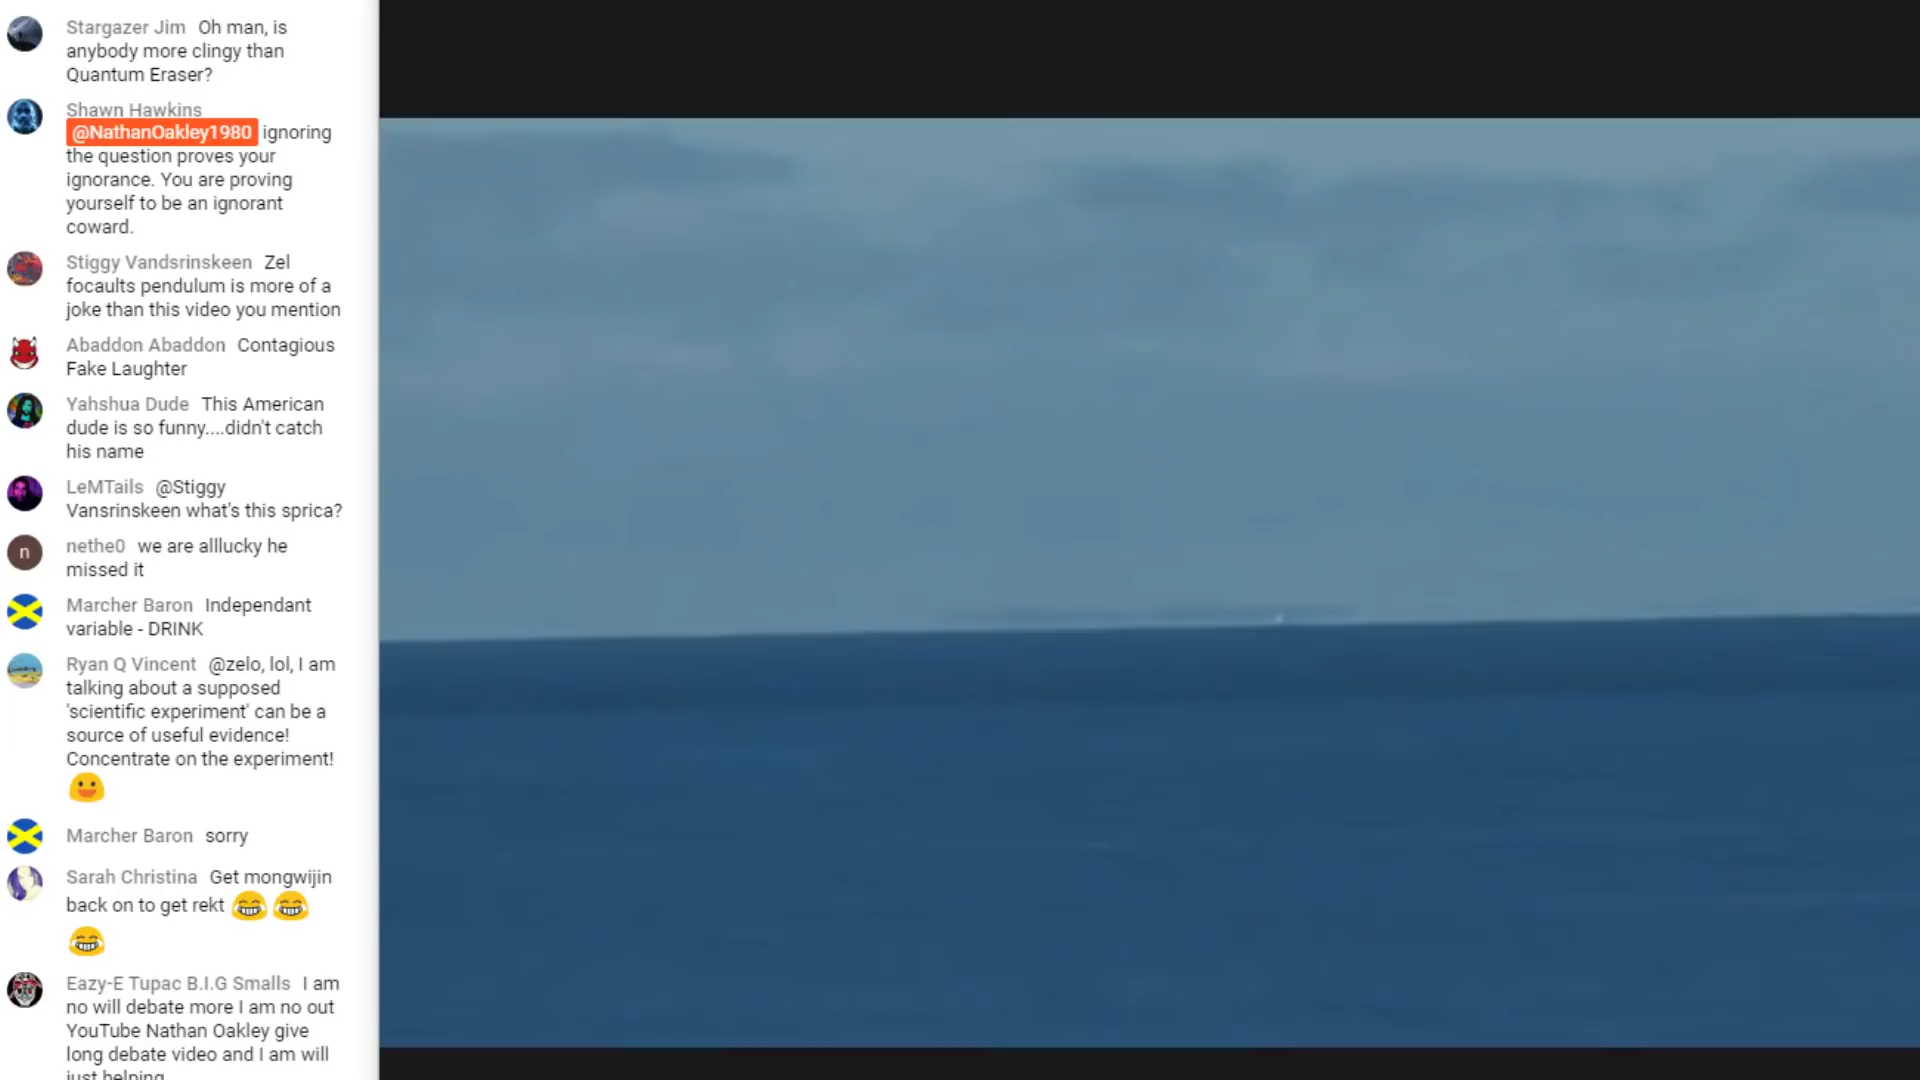 Stargazer Jim Oh man, is
anybody more clingy than
Quantum Eraser?
Shawn Hawkins
@NathanOakley1980 ignoring
the question proves your
ignorance. You are proving
yourself to be an ignorant
coward.
Stiggy Vandsrinskeen Zel
focaults pendulum is more of a
joke than this video you mention
Abaddon Abaddon Contagious
Fake Laughter
Yahshua Dude This American
dude is so funny....didn't catch
his name
LeMTails @Stiggy
Vansrinskeen what's this sprica?
n
nethe0 we are alllucky he
missed it
Marcher Baron Independant
variable - DRINK
Ryan Q Vincent @zelo, lol, I am
talking about a supposed
'scientific experiment' can be a
source of useful evidence!
Concentrate on the experiment!
Marcher Baron sorry
Sarah Christina Get mongwijin
back on to get rekt
Eazy-E Tupac B.I.G Smalls I am
no will debate more I am no out
YouTube Nathan Oakley give
long debate video and I am will
just helping